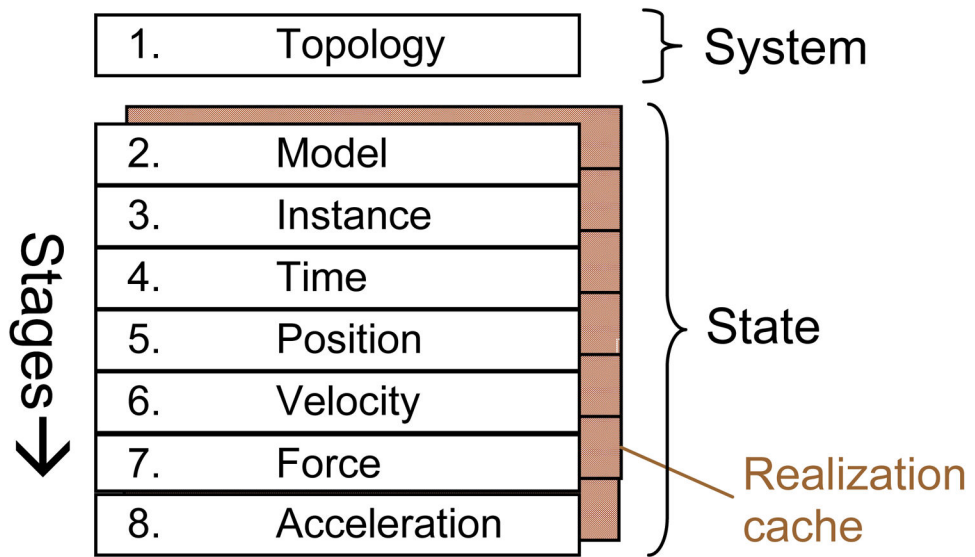 1. Topology
System
2. Model
3. Instance
4. Time
5. Position
6. Velocity
7. Force
8. Acceleration
Stages→
State
Realization
cache